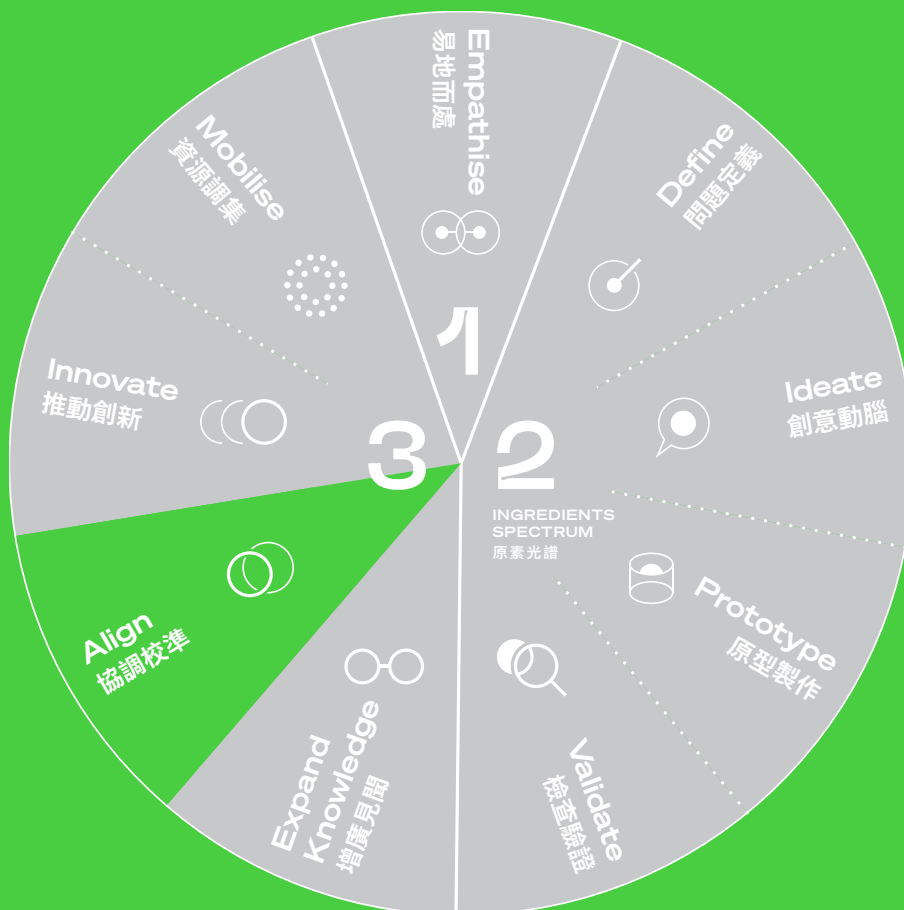 Empathise
易地而處
Define
問題定義
Ideate
創意動腦
Prototype
原型製作
Validate
檢查驗證
Expand
Knowledge
增廣見聞
Align
協調校準
Innovate
推動創新
Mobilise
資源調集
1
2
3
INGREDIENTS
SPECTRUM
原素光譜